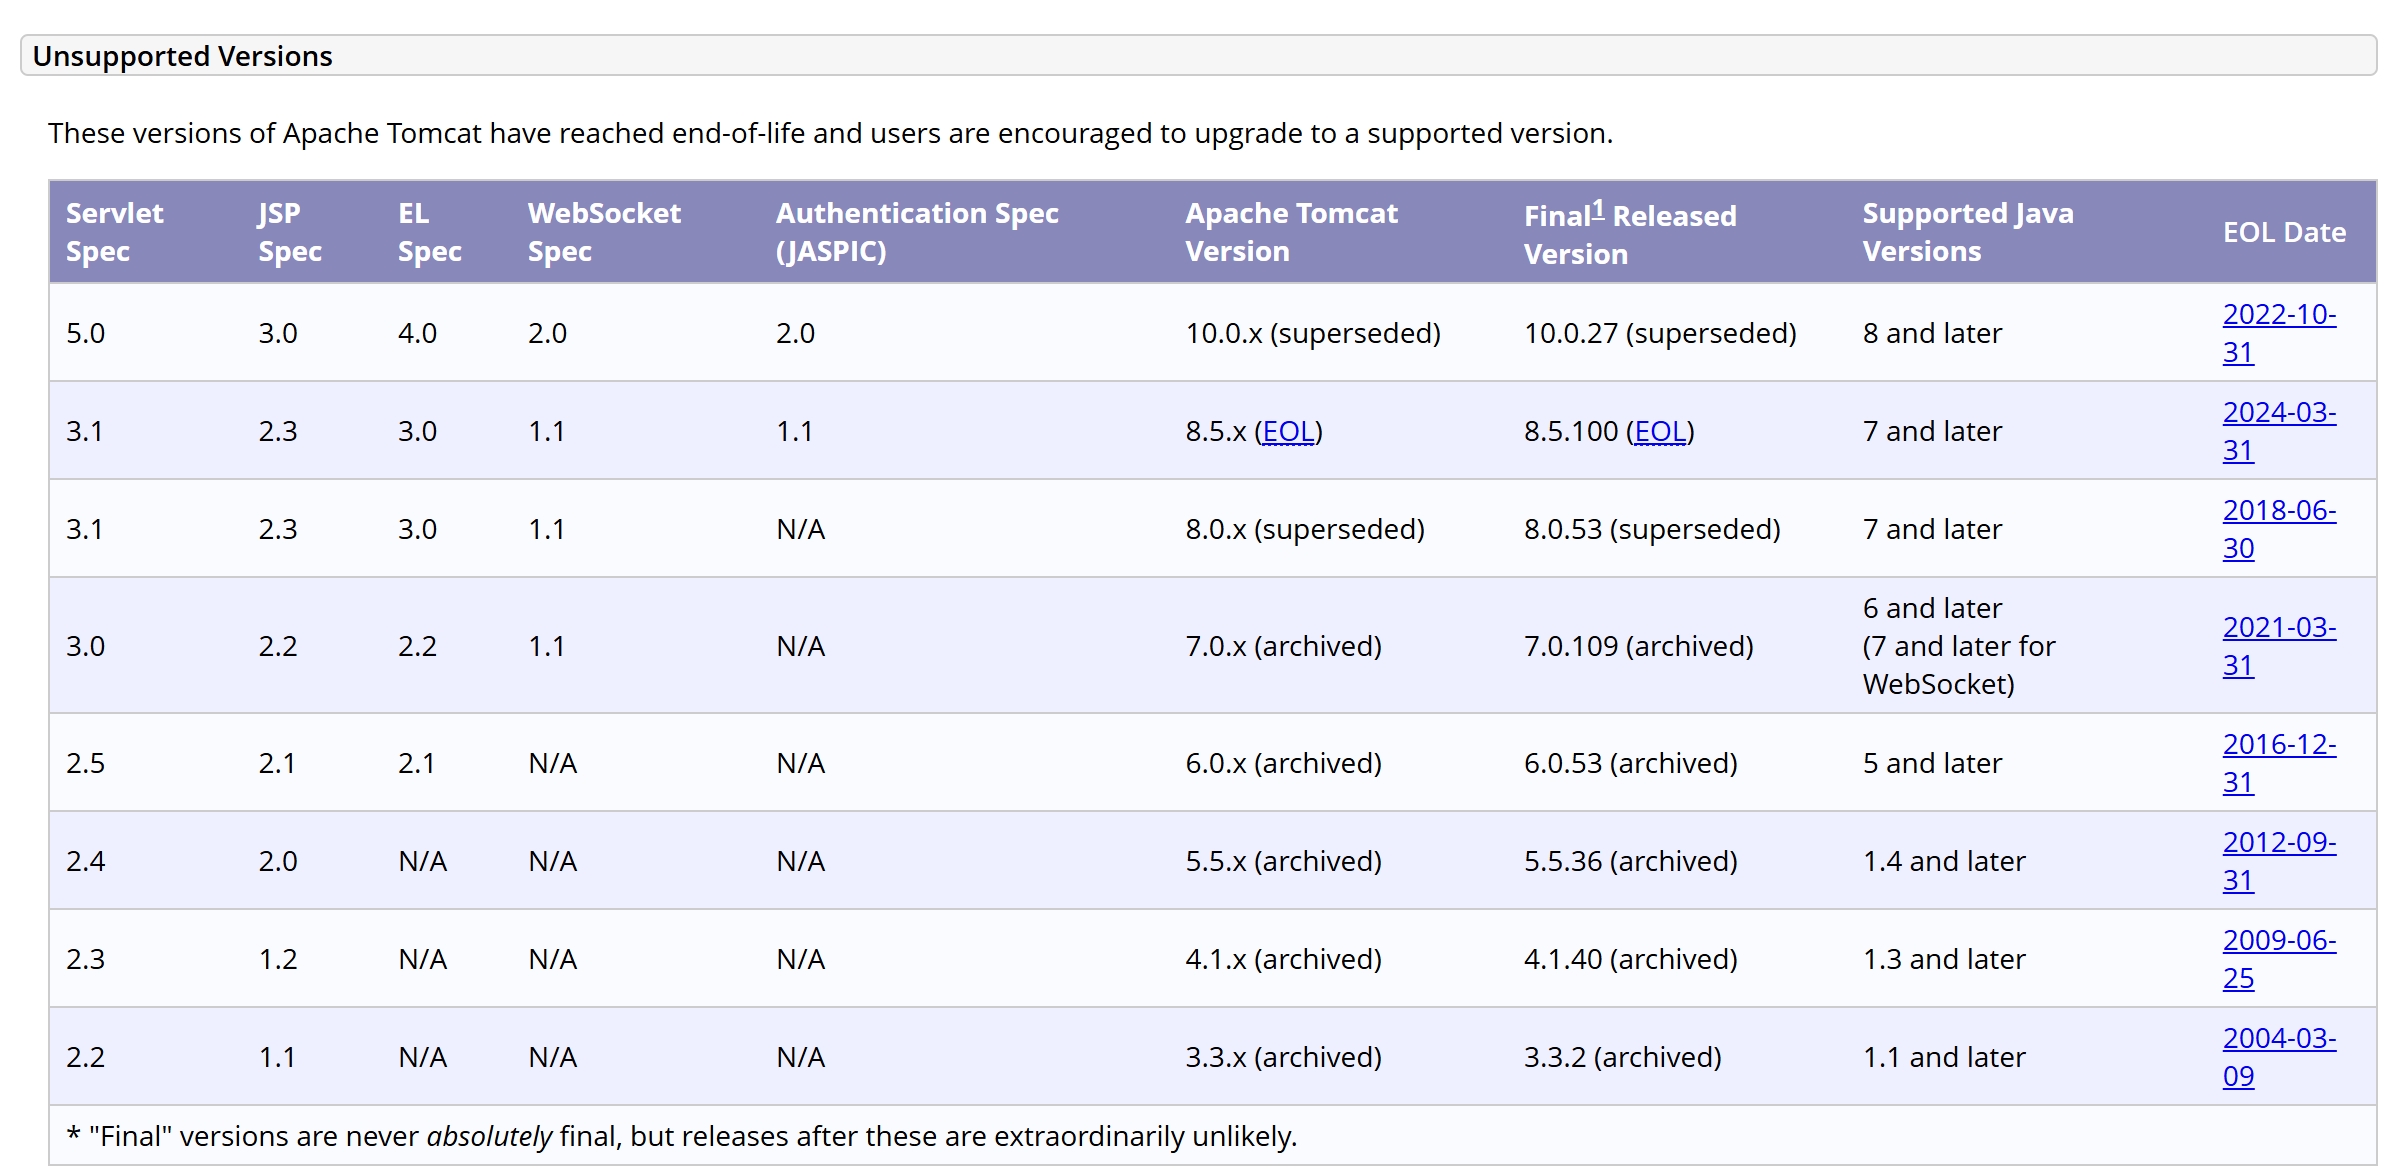 Unsupported Versions
These versions of Apache Tomcat have reached end-of-life and users are encouraged to upgrade to a supported version.
Servlet Spec JSP Spec EL Spec WebSocket Spec Authentication Spec (JASPIC) Apache Tomcat Version Final1 Released Version Supported Java Versions EOL Date
5.0 3.0 4.0 2.0 2.0 10.0.x (superseded) 10.0.27 (superseded) 8 and later 2022-10-31
3.1 2.3 3.0 1.1 1.1 8.5.x (EOL) 8.5.100 (EOL) 7 and later 2024-03-31
3.1 2.3 3.0 1.1 N/A 8.0.x (superseded) 8.0.53 (superseded) 7 and later 2018-06-30
3.0 2.2 2.2 1.1 N/A 7.0.x (archived) 7.0.109 (archived) 6 and later (7 and later for WebSocket) 2021-03-31
2.5 2.1 2.1 N/A N/A 6.0.x (archived) 6.0.53 (archived) 5 and later 2016-12-31
2.4 2.0 N/A N/A N/A 5.5.x (archived) 5.5.36 (archived) 1.4 and later 2012-09-31
2.3 1.2 N/A N/A N/A 4.1.x (archived) 4.1.40 (archived) 1.3 and later 2009-06-25
2.2 1.1 N/A N/A N/A 3.3.x (archived) 3.3.2 (archived) 1.1 and later 2004-03-09
* "Final" versions are never absolutely final, but releases after these are extraordinarily unlikely.